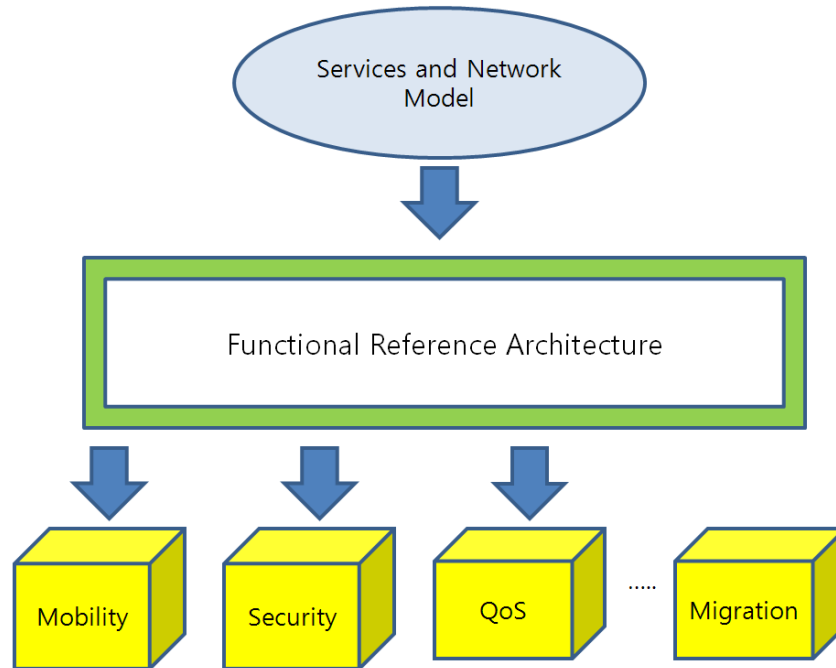 Services and Network
Model
Functional Reference Architecture
Mobility
Security
QoS
.....
Migration